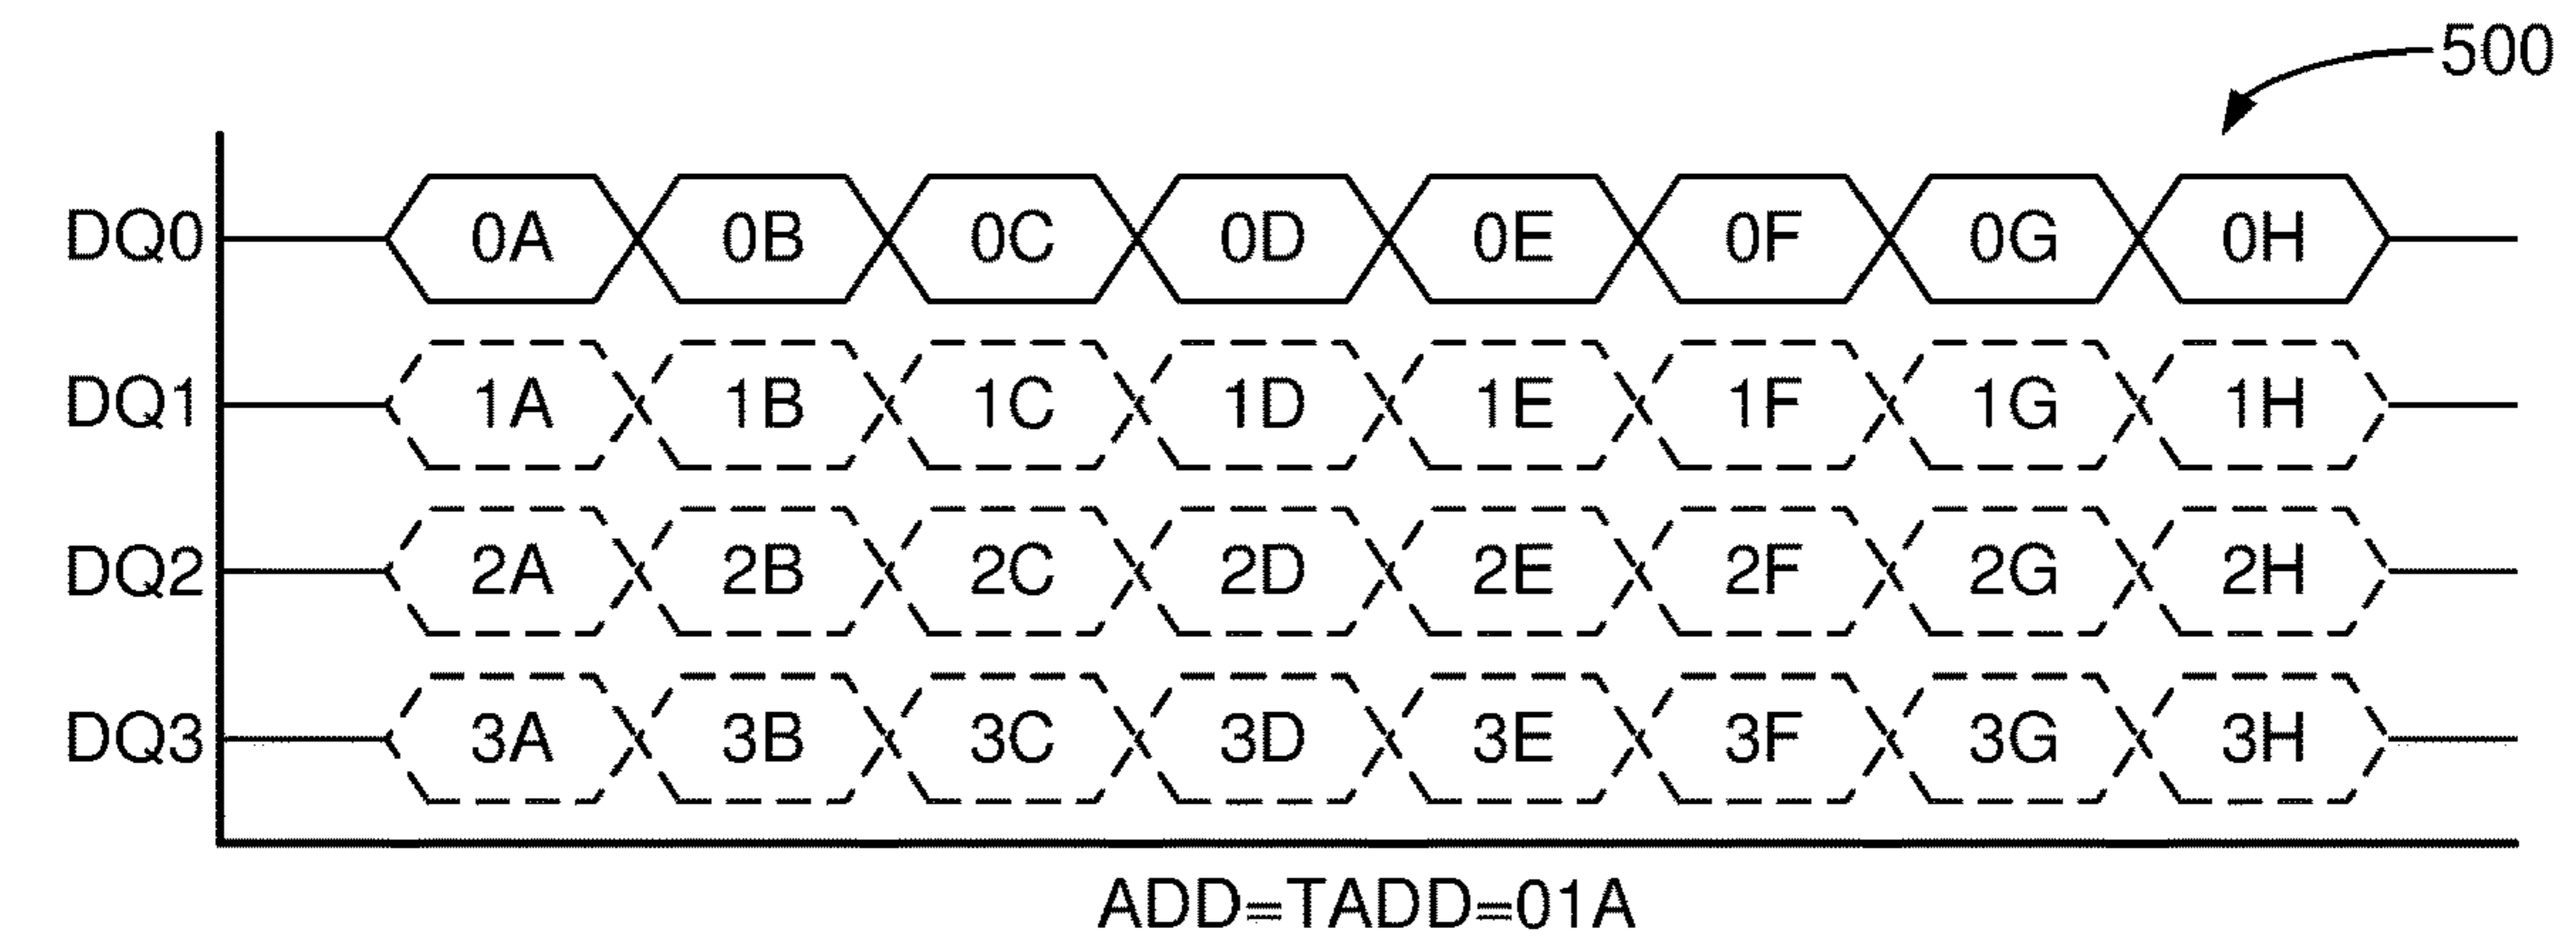 500
DQ0 0A 0B 0C 0D 0E 0F 0G 0H
DQ1 1A 1B 1C 1D 1E 1F 1G 1H
DQ2 2A 2B 2C 2D 2E 2F 2G 2H
DQ3 3A 3B 3C 3D 3E 3F 3G 3H
ADD=TADD=01A